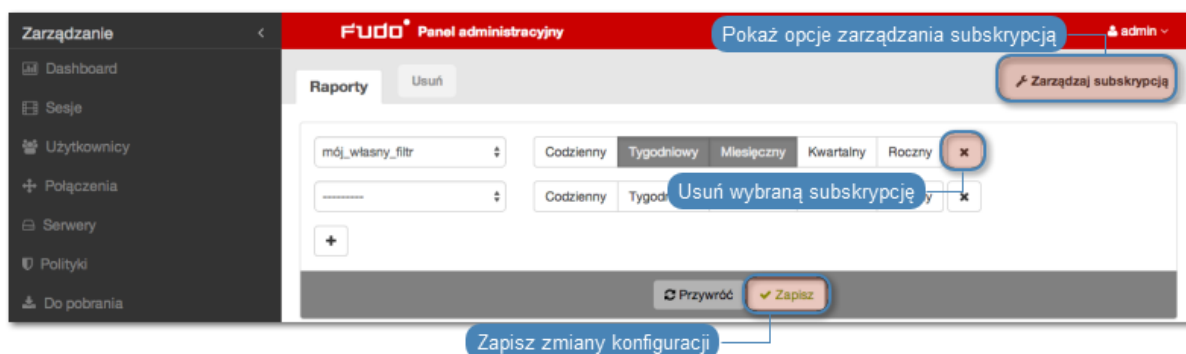 Zarządzanie
FUDO Panel administracyjny
Pokaż opcje zarządzania subskrypcją
admin
Dashboard
Raporty
Usuń
Zarządzaj subskrypcją
Sesje
Użytkownicy
mój_własny_filtr
Codzienny
Tygodniowy
Miesięczny
Kwartalny
Roczny
Połączenia
Usuń wybraną subskrypcję
---------
Codzienny
Serwery
Polityki
Do pobrania
Przywróć
Zapisz
Zapisz zmiany konfiguracji